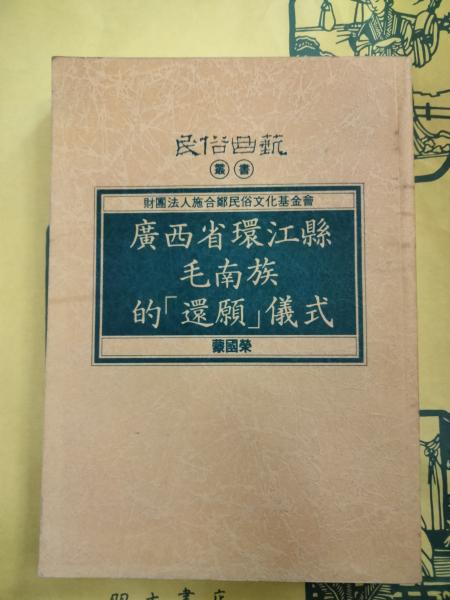 民俗曲藝
叢書
財團法人施合鄭民俗文化基金會
廣西省環江縣
毛南族
的「還願」儀式
蒙國榮